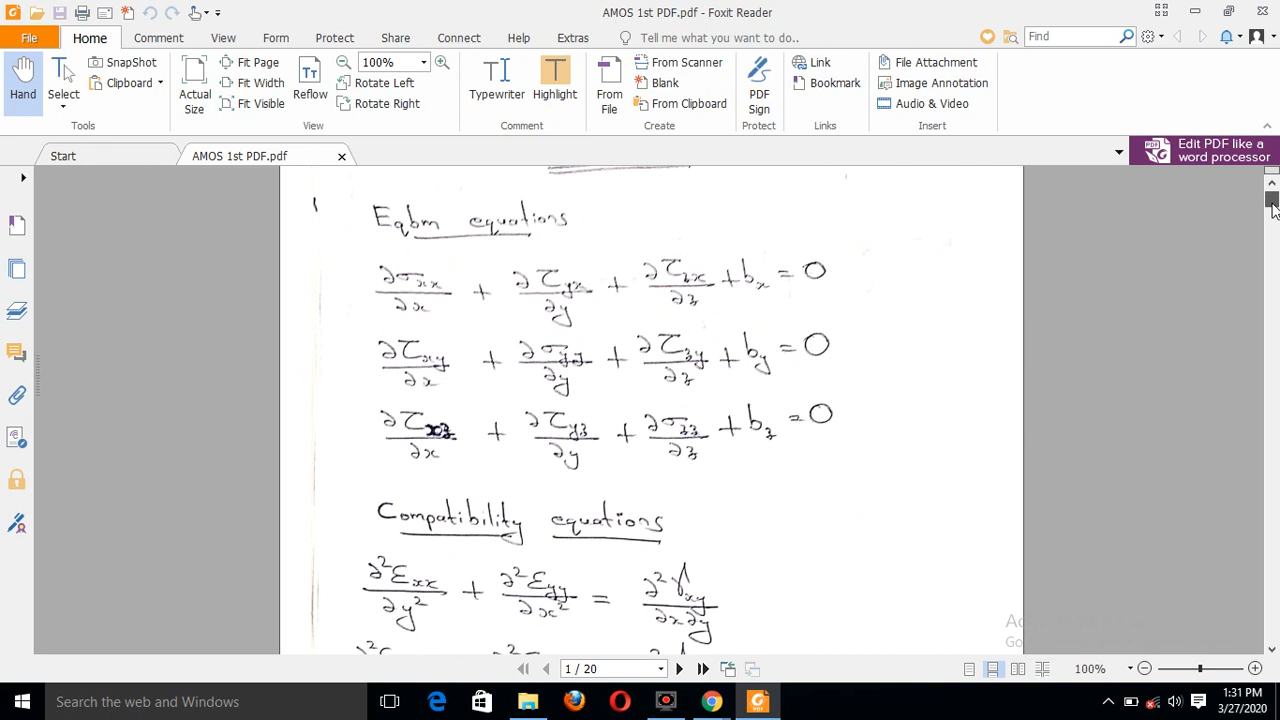 AMOS 1st PDF.pdf - Foxit Reader
File Home Comment View Form Protect Share Connect Help Extras Tell me what you want to do.. Find
Hand Select SnapShot Clipboard Actual Size Fit Page Fit Width Fit Visible Reflow 100% Rotate Left Rotate Right Typewriter Highlight From File From Scanner Blank From Clipboard PDF Sign Link Bookmark File Attachment Image Annotation Audio & Video
Tools View Comment Create Protect Links Insert
Start AMOS 1st PDF.pdf Edit PDF like a word processor
1 Eqbm equations
∂σxx/∂x + ∂τyx/∂y + ∂τzx/∂z + bx = 0
∂τxy/∂x + ∂σyy/∂y + ∂τzy/∂z + by = 0
∂τxz/∂x + ∂τyz/∂y + ∂σzz/∂z + bz = 0
Compatibility equations
∂²εxx/∂y² + ∂²εyy/∂x² = ∂²γxy/∂x∂y
1 / 20 100%
Search the web and Windows
1:31 PM
3/27/2020